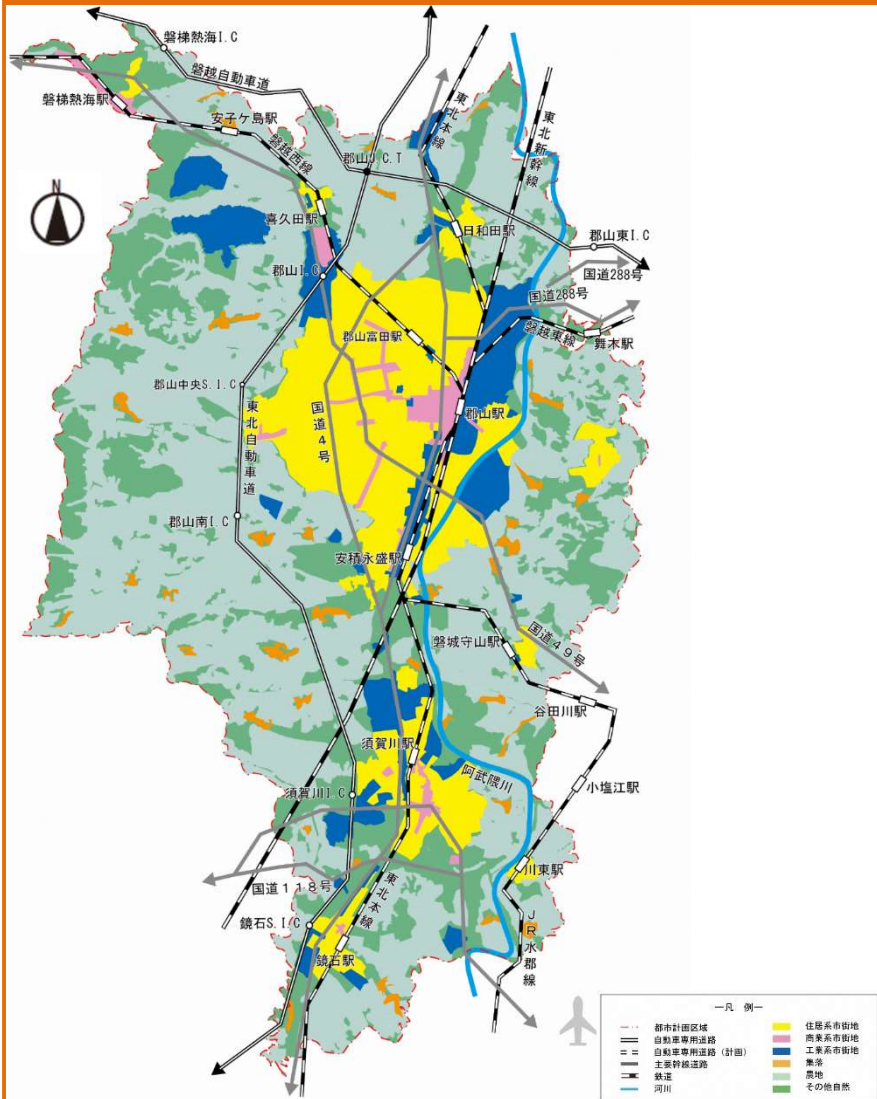 磐梯熱海I.C
磐越自動車道
磐梯熱海駅
安子ケ島駅
磐越西線
東北本線
東北新幹線
郡山J.C.T
N
喜久田駅
日和田駅
郡山東I.C
郡山I.C
国道288号
国道288号
郡山富田駅
磐越東線
舞木駅
郡山中央S.I.C
郡山駅
国道4号
東北自動車道
郡山南I.C
安積永盛駅
磐城守山駅
国道49号
谷田川駅
須賀川駅
阿武隈川
小塩江駅
須賀川I.C
川東駅
国道118号
東北本線
鏡石S.I.C
JR水郡線
鏡石駅
―凡 例―
都市計画区域
自動車専用道路
自動車専用道路（計画）
主要幹線道路
鉄道
河川
住居系市街地
商業系市街地
工業系市街地
集落
農地
その他自然